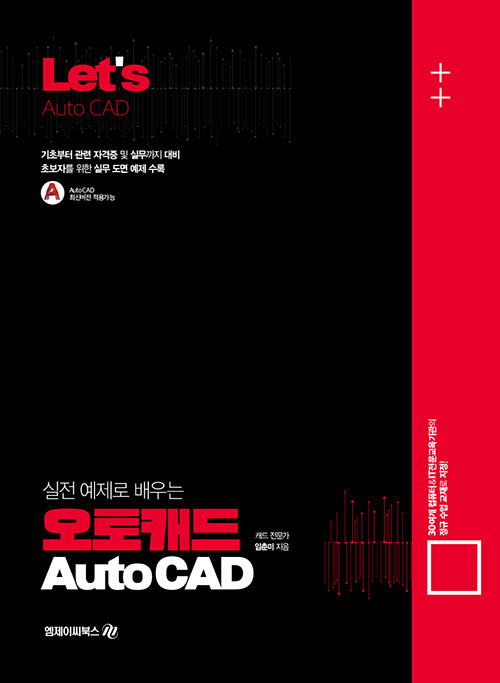 Let's
Auto CAD
기초부터 관련 자격증 및 실무까지 대비
초보자를 위한 실무 도면 예제 수록
A
AutoCAD
최신버전 적용가능
30여개 컴퓨터&IT전문교육기관의
정규 수업 교재로 지정!
실전 예제로 배우는
오토캐드
캐드 전문가
임춘미 지음
AutoCAD
엠제이씨북스